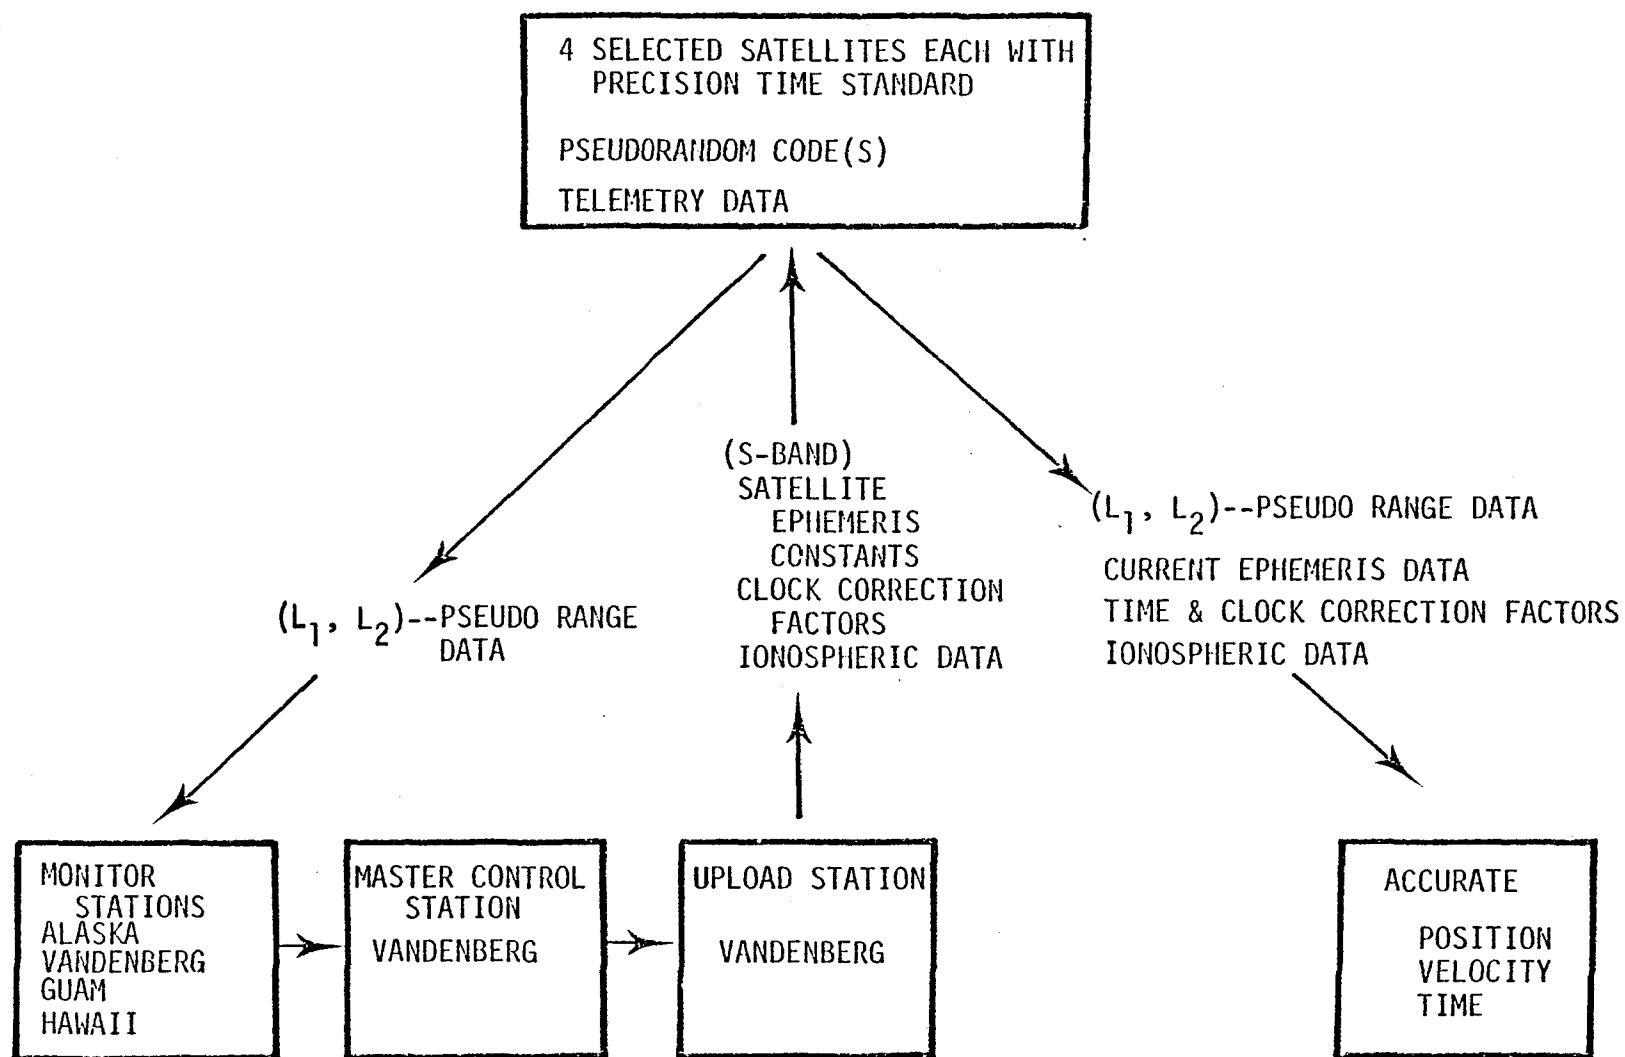 4 SELECTED SATELLITES EACH WITH
PRECISION TIME STANDARD
PSEUDORANDOM CODE(S)
TELEMETRY DATA
(S-BAND)
SATELLITE
EPHEMERIS
CONSTANTS
CLOCK CORRECTION
FACTORS
IONOSPHERIC DATA
(L1, L2)--PSEUDO RANGE DATA
CURRENT EPHEMERIS DATA
TIME & CLOCK CORRECTION FACTORS
IONOSPHERIC DATA
(L1, L2)--PSEUDO RANGE
DATA
MONITOR
STATIONS
ALASKA
VANDENBERG
GUAM
HAWAII
MASTER CONTROL
STATION
VANDENBERG
UPLOAD STATION
VANDENBERG
ACCURATE
POSITION
VELOCITY
TIME